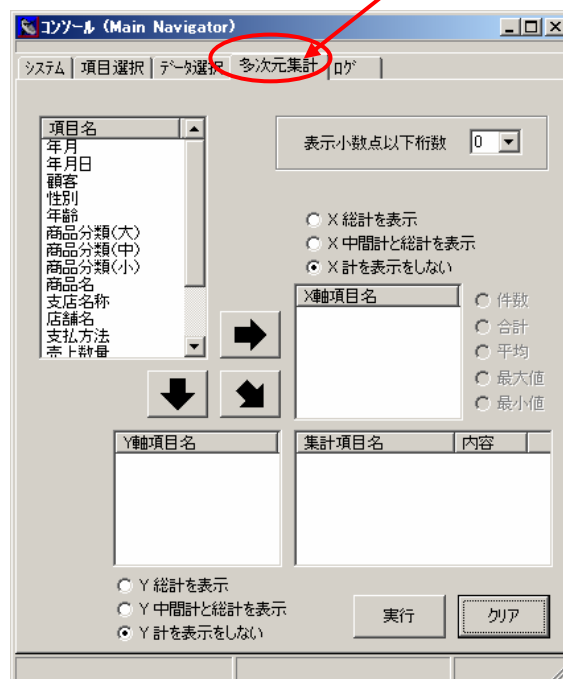 コンソール (Main Navigator)
システム 項目選択 データ選択 多次元集計 ログ
項目名
年月
年月日
顧客
性別
年齢
商品分類(大)
商品分類(中)
商品分類(小)
商品名
支店名称
店舗名
支払方法
売上数量
表示小数点以下桁数 0
X 総計を表示
X 中間計と総計を表示
X 計を表示をしない
X軸項目名
件数
合計
平均
最大値
最小値
Y軸項目名
集計項目名 内容
Y 総計を表示
Y 中間計と総計を表示
Y 計を表示をしない
実行 クリア